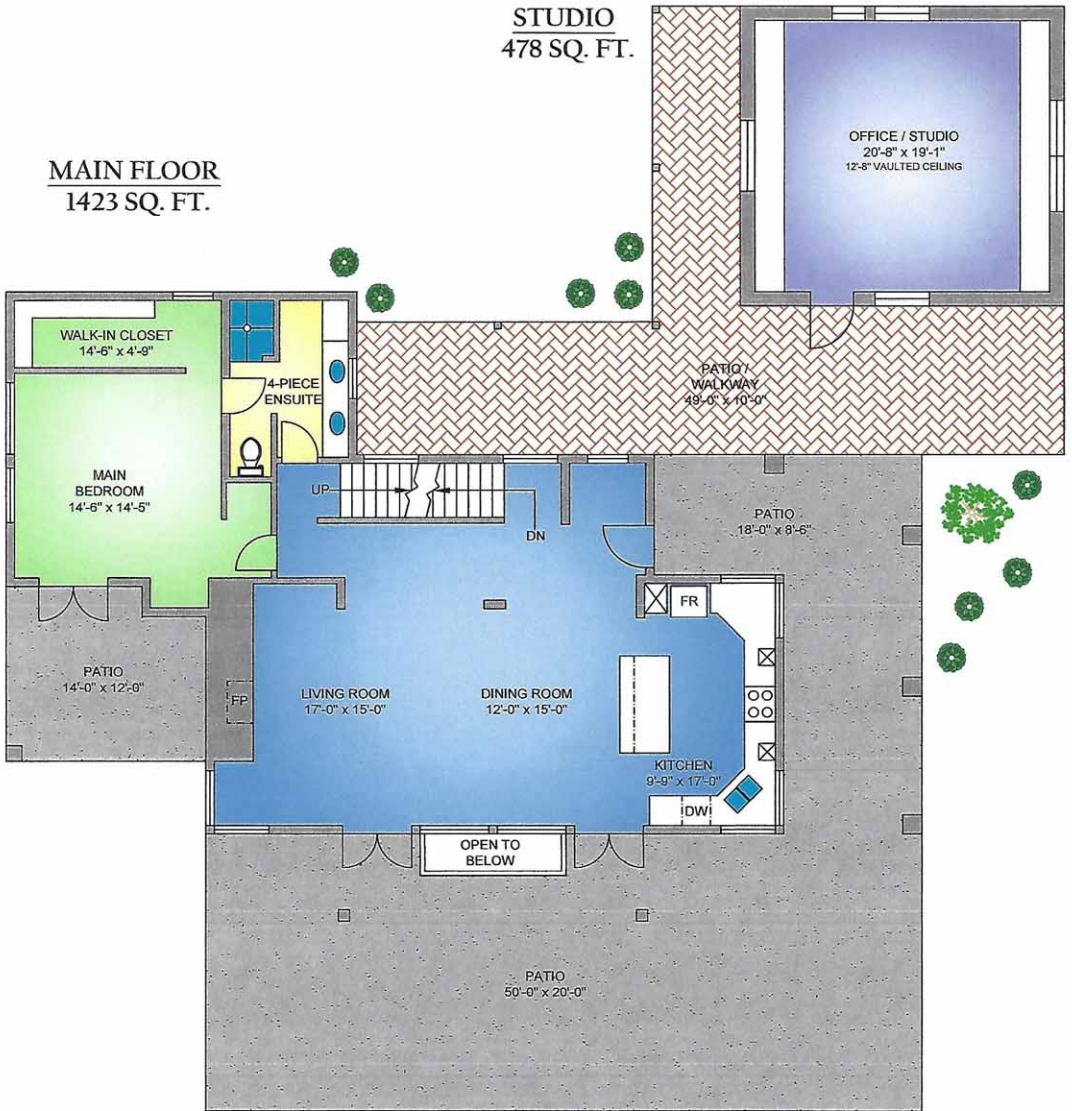 STUDIO
478 SQ. FT.
MAIN FLOOR
1423 SQ. FT.
OFFICE / STUDIO
20'-8" x 19'-1"
12'-8" VAULTED CEILING
WALK-IN CLOSET
14'-6" x 4'-9"
4-PIECE
ENSUITE
PATIO /
WALKWAY
49'-0" x 10'-0"
MAIN
BEDROOM
14'-6" x 14'-5"
UP
DN
PATIO
18'-0" x 8'-6"
FR
PATIO
14'-0" x 12'-0"
FP
LIVING ROOM
17'-0" x 15'-0"
DINING ROOM
12'-0" x 15'-0"
KITCHEN
9'-9" x 17'-0"
DW
OPEN TO
BELOW
PATIO
50'-0" x 20'-0"